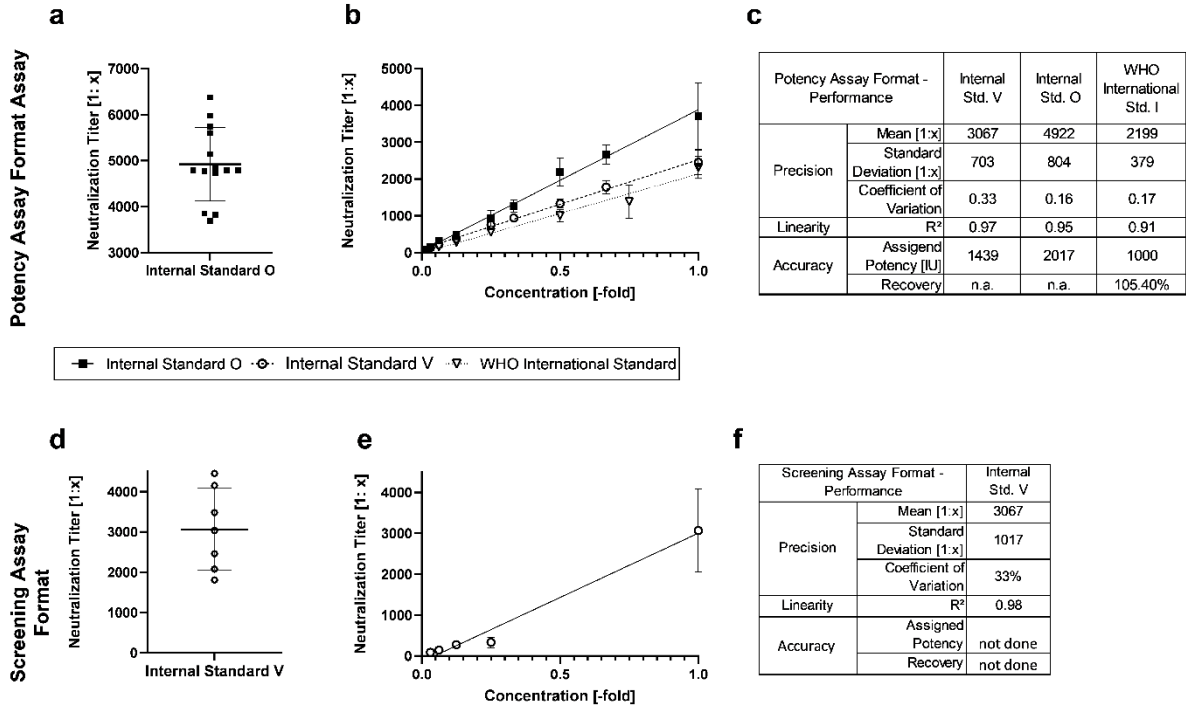 a
b
c
Potency Assay Format Assay
Neutralization Titer [1: x]
7000
6000
5000
4000
3000
Internal Standard O
Neutralization Titer [1: x]
5000
4000
3000
2000
1000
0
0.0
0.5
1.0
Concentration [-fold]
Potency Assay Format - Performance
Internal Std. V
Internal Std. O
WHO International Std. I
Precision
Mean [1:x]
3067
4922
2199
Standard Deviation [1:x]
703
804
379
Coefficient of Variation
0.33
0.16
0.17
Linearity
R²
0.97
0.95
0.91
Accuracy
Assigend Potency [IU]
1439
2017
1000
Recovery
n.a.
n.a.
105.40%
Internal Standard O
Internal Standard V
WHO International Standard
d
e
f
Screening Assay Format
Neutralization Titer [1:x]
4000
3000
2000
1000
0
Internal Standard V
Neutralization Titer [1: x]
4000
3000
2000
1000
0
0.0
0.5
1.0
Concentration [-fold]
Screening Assay Format - Performance
Internal Std. V
Precision
Mean [1:x]
3067
Standard Deviation [1:x]
1017
Coefficient of Variation
33%
Linearity
R²
0.98
Accuracy
Assigned Potency
not done
Recovery
not done